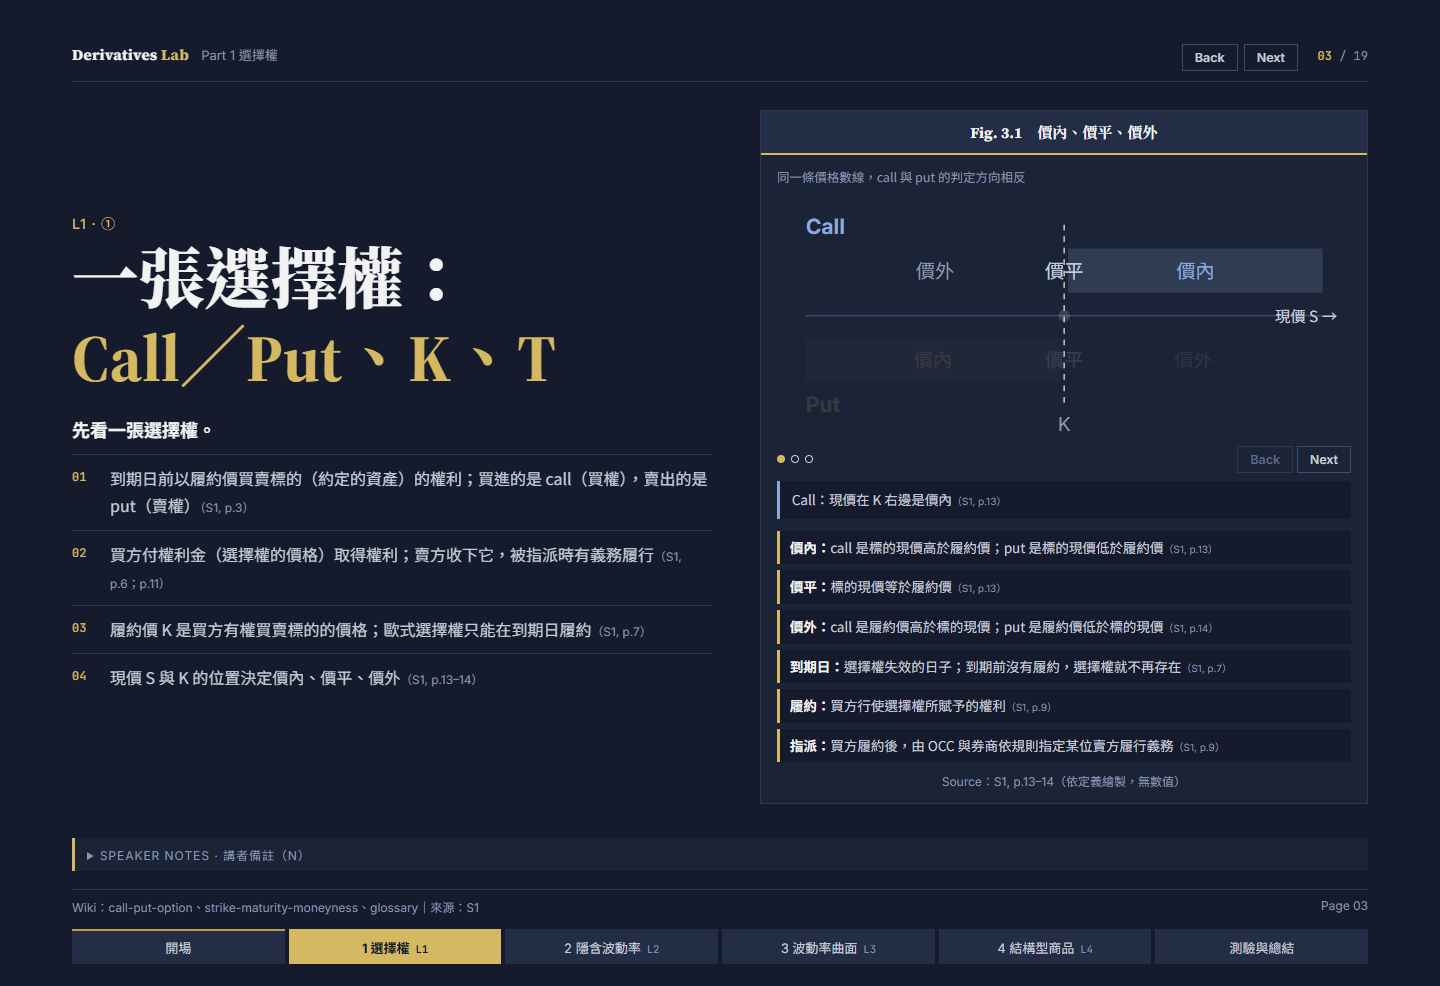 Derivatives Lab Part 1 選擇權
Back Next 03 / 19
L1 · ①
一張選擇權：
Call／Put、K、T
先看一張選擇權。
01 到期日前以履約價買賣標的（約定的資產）的權利；買進的是 call（買權），賣出的是
put（賣權）（S1, p.3）
02 買方付權利金（選擇權的價格）取得權利；賣方收下它，被指派時有義務履行（S1,
p.6；p.11）
03 履約價 K 是買方有權買賣標的的價格；歐式選擇權只能在到期日履約（S1, p.7）
04 現價 S 與 K 的位置決定價內、價平、價外（S1, p.13–14）
Fig. 3.1 價內、價平、價外
同一條價格數線，call 與 put 的判定方向相反
Call
價外 價平 價內
現價 S →
價內 價平 價外
Put
K
Back Next
Call：現價在 K 右邊是價內（S1, p.13）
價內：call 是標的現價高於履約價；put 是標的現價低於履約價（S1, p.13）
價平：標的現價等於履約價（S1, p.13）
價外：call 是履約價高於標的現價；put 是履約價低於標的現價（S1, p.14）
到期日：選擇權失效的日子；到期前沒有履約，選擇權就不再存在（S1, p.7）
履約：買方行使選擇權所賦予的權利（S1, p.9）
指派：買方履約後，由 OCC 與券商依規則指定某位賣方履行義務（S1, p.9）
Source：S1, p.13–14（依定義繪製，無數值）
▶ SPEAKER NOTES · 講者備註（N）
Wiki：call-put-option、strike-maturity-moneyness、glossary｜來源：S1
Page 03
開場 1 選擇權 L1 2 隱含波動率 L2 3 波動率曲面 L3 4 結構型商品 L4 測驗與總結